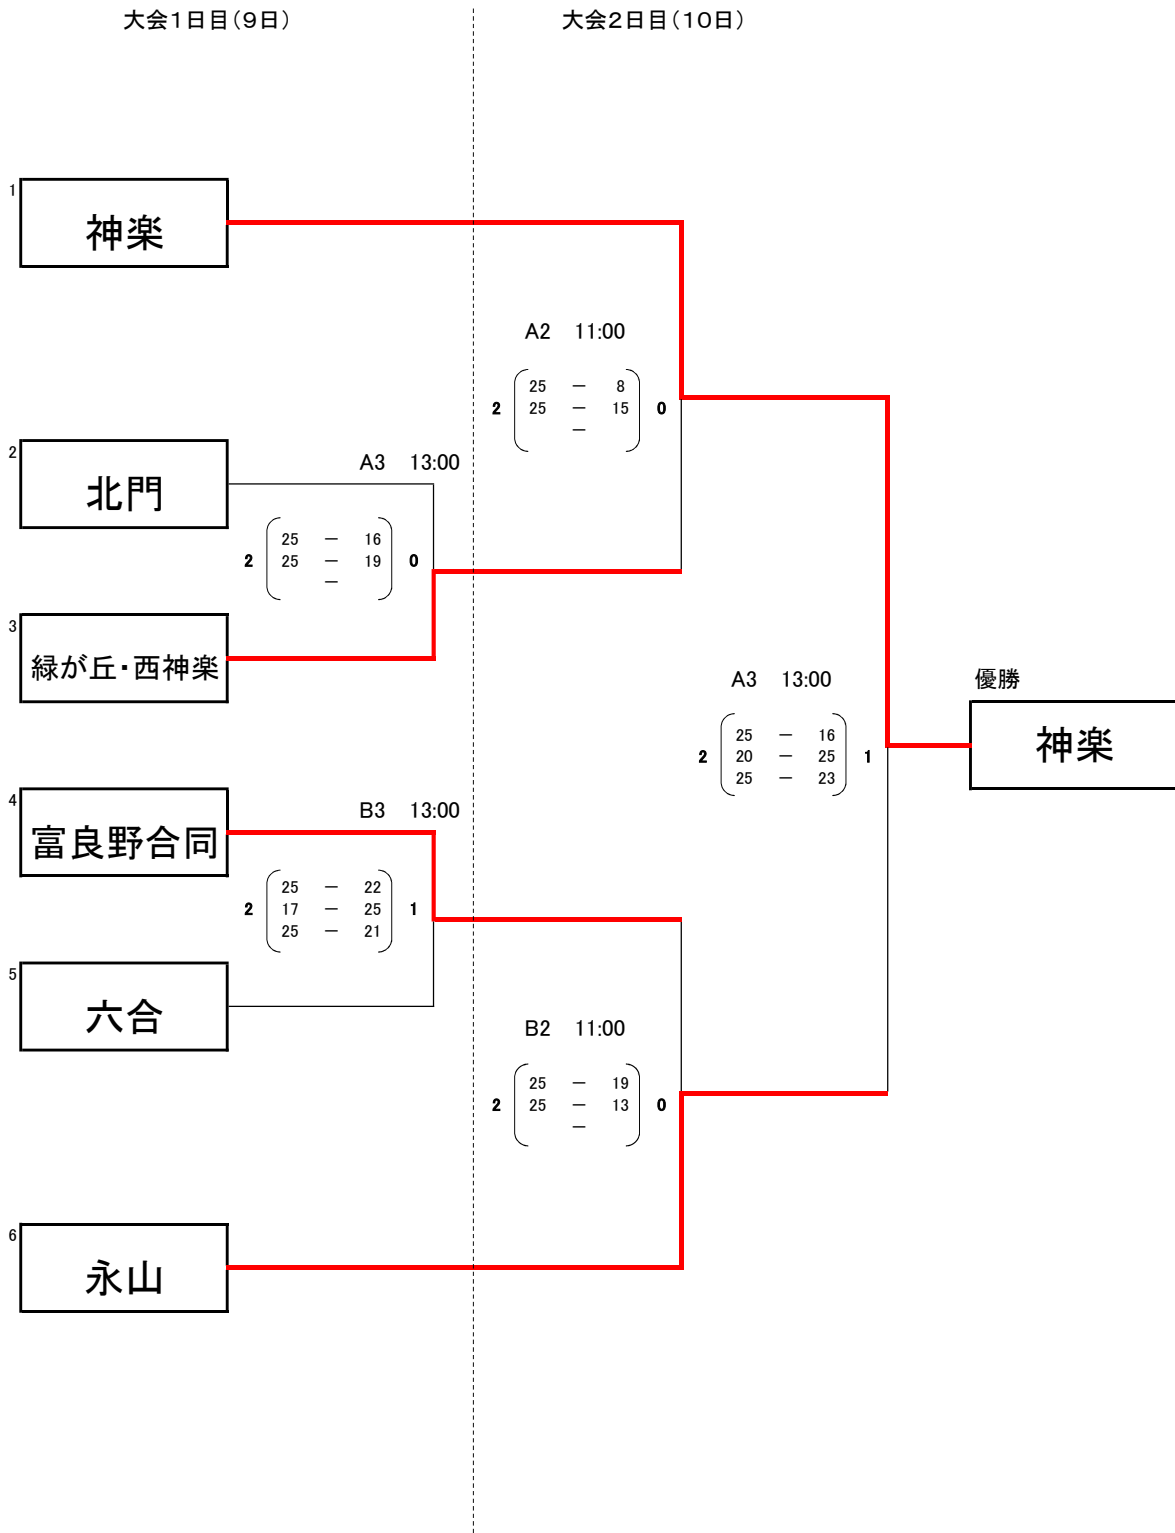 大会1日目(9日)
大会2日目(10日)
1
神楽
A2 11:00
2 25 － 8 0
25 － 15
－
2
北門
A3 13:00
2 25 － 16 0
25 － 19
－
3
緑が丘・西神楽
A3 13:00
2 25 － 16 1
20 － 25
25 － 23
優勝
神楽
4
富良野合同
B3 13:00
2 25 － 22 1
17 － 25
25 － 21
5
六合
B2 11:00
2 25 － 19 0
25 － 13
－
6
永山